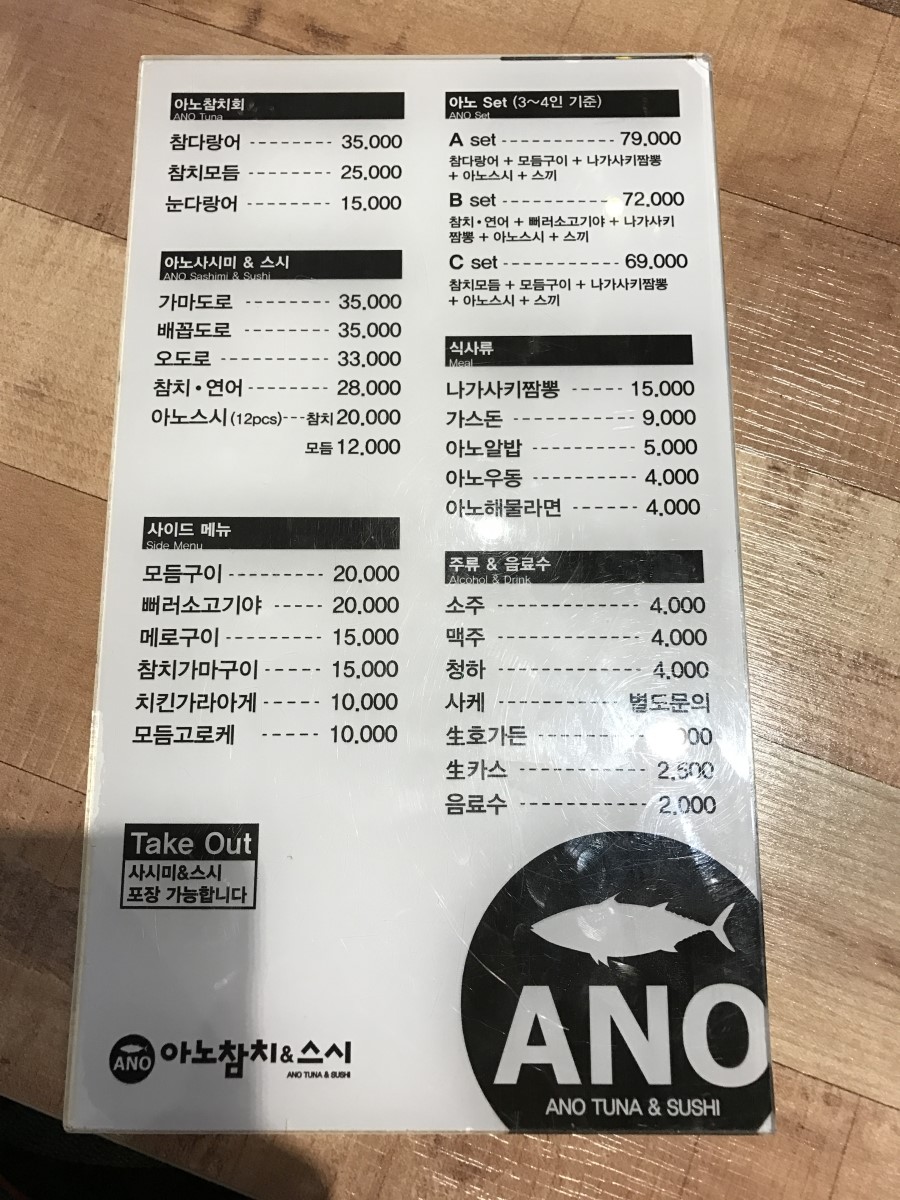 아노참치회
ANO Tuna
참다랑어 --------- 35.000
참치모듬 --------- 25.000
눈다랑어 --------- 15.000
아노사시미 & 스시
ANO Sashimi & Sushi
가마도로 --------- 35.000
배꼽도로 --------- 35.000
오도로 ------------ 33.000
참치•연어 --------- 28.000
아노스시(12pcs)---참치20.000
모듬12.000
사이드 메뉴
Side Menu
모듬구이 ---------- 20.000
뻐러소고기야 ----- 20.000
메로구이 ---------- 15.000
참치가마구이 ------ 15.000
치킨가라아게 ------ 10.000
모듬고로케 ------ 10.000
Take Out
사시미&스시
포장 가능합니다
ANO
아노참치&스시
ANO TUNA & SUSHI
아노 Set (3~4인 기준)
ANO Set
A set ------------ 79.000
참다랑어 + 모듬구이 + 나가사키짬뽕
+ 아노스시 + 스끼
B set ------------ 72.000
참치•연어 + 뻐러소고기야 + 나가사키
짬뽕 + 아노스시 + 스끼
C set ------------ 69.000
참치모듬 + 모듬구이 + 나가사키짬뽕
+ 아노스시 + 스끼
식사류
Meal
나가사키짬뽕 ----- 15.000
가스돈 ------------ 9.000
아노알밥 ---------- 5.000
아노우동 ---------- 4.000
아노해물라면 ------ 4.000
주류 & 음료수
Alcohol & Drink
소주 -------------- 4.000
맥주 -------------- 4.000
청하 -------------- 4.000
사케 ------------ 별도문의
生호가든 ----------
生카스 ------------ 2,500
음료수 ------------ 2,000
ANO
ANO TUNA & SUSHI